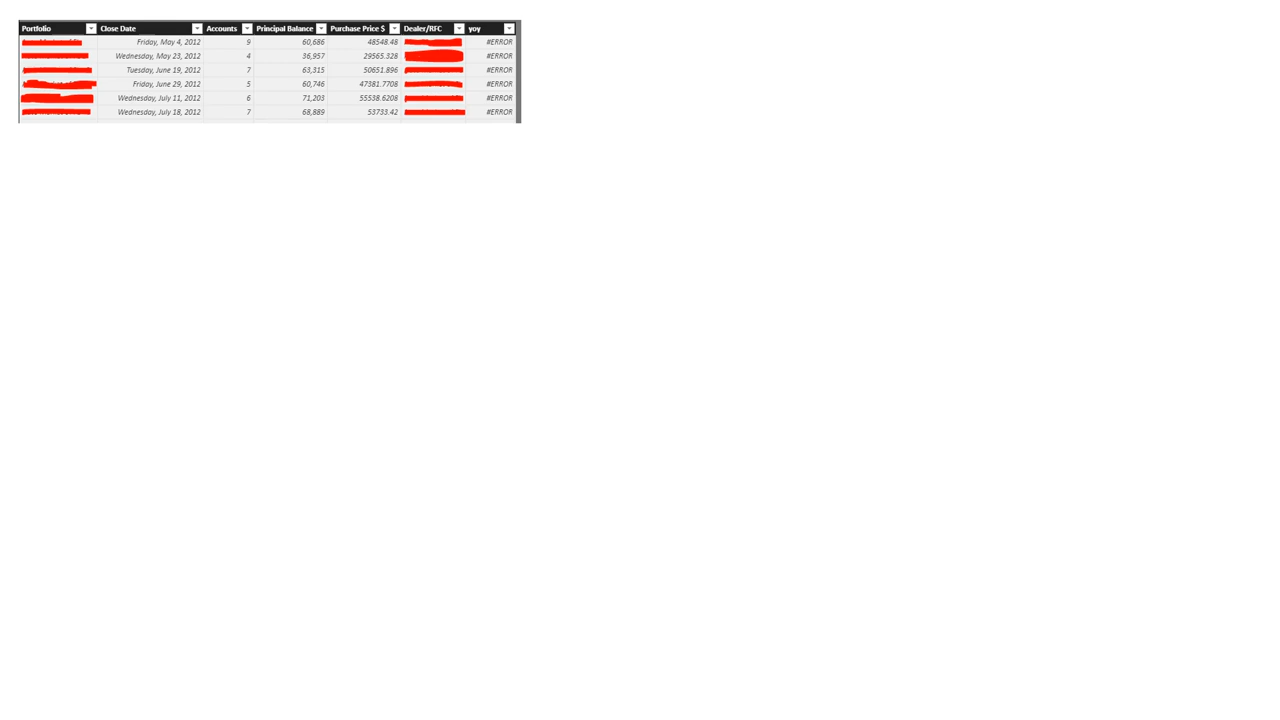 Portfolio Close Date Accounts Principal Balance Purchase Price $ Dealer/RFC yoy
Friday, May 4, 2012 9 60,686 48548.48 #ERROR
Wednesday, May 23, 2012 4 36,957 29565.328 #ERROR
Tuesday, June 19, 2012 7 63,315 50651.896 #ERROR
Friday, June 29, 2012 5 60,746 47381.7708 #ERROR
Wednesday, July 11, 2012 6 71,203 55538.6208 #ERROR
Wednesday, July 18, 2012 7 68,889 53733.42 #ERROR